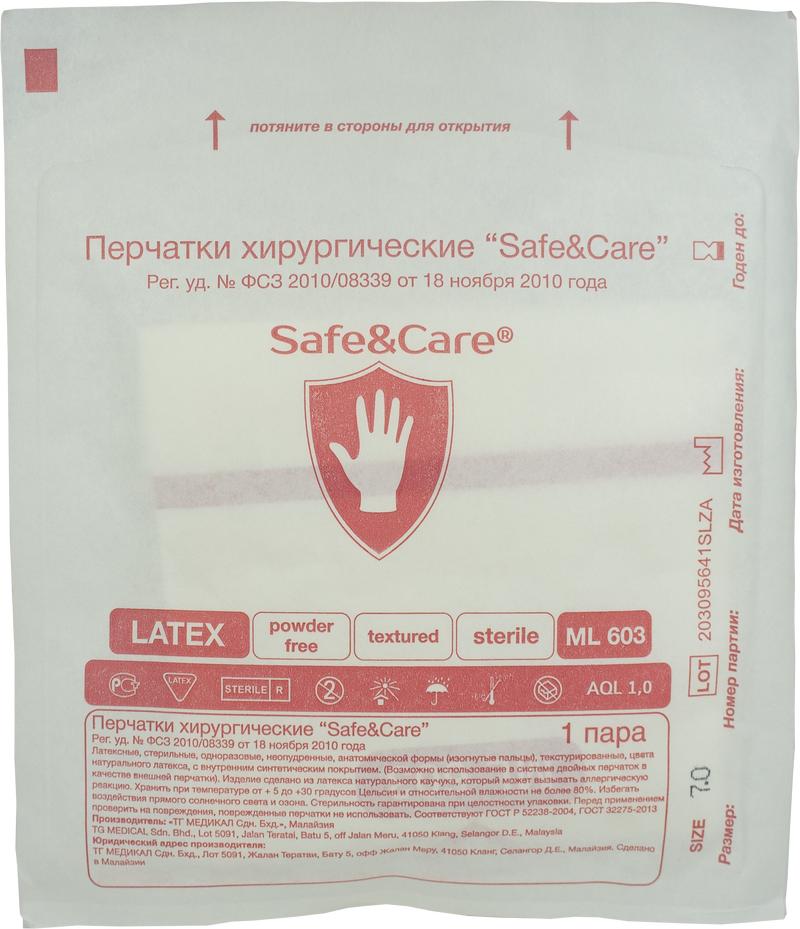 потяните в стороны для открытия
Перчатки хирургические “Safe&Care”
Рег. уд. № ФСЗ 2010/08339 от 18 ноября 2010 года
Safe&Care®
LATEX
powder
free
textured
sterile
ML 603
РСТ
LATEX
STERILE R
2
AQL 1,0
Перчатки хирургические “Safe&Care”
1 пара
Рег. уд. № ФСЗ 2010/08339 от 18 ноября 2010 года
Латексные, стерильные, одноразовые, неопудренные, анатомической формы (изогнутые пальцы), текстурированные, цвета
натурального латекса, с внутренним синтетическим покрытием. (Возможно использование в системе двойных перчаток в
качестве внешней перчатки). Изделие сделано из латекса натурального каучука, который может вызывать аллергическую
реакцию. Хранить при температуре от + 5 до +30 градусов Цельсия и относительной влажности не более 80%. Избегать
воздействия прямого солнечного света и озона. Стерильность гарантирована при целостности упаковки. Перед применением
проверить на повреждения, поврежденные перчатки не использовать. Соответствуют ГОСТ Р 52238-2004, ГОСТ 32275-2013
Производитель: «ТГ МЕДИКАЛ Сдн. Бхд.», Малайзия
TG MEDICAL Sdn. Bhd., Lot 5091, Jalan Teratai, Batu 5, off Jalan Meru, 41050 Klang, Selangor D.E., Malaysia
Юридический адрес производителя:
ТГ МЕДИКАЛ Сдн. Бхд., Лот 5091, Жалан Тератаи, Бату 5, офф Жалан Меру, 41050 Кланг, Селангор Д.Е., Малайзия. Сделано
в Малайзии
Годен до:
Дата изготовления:
LOT 203095641SLZA
Номер партии:
SIZE 7.0
Размер: